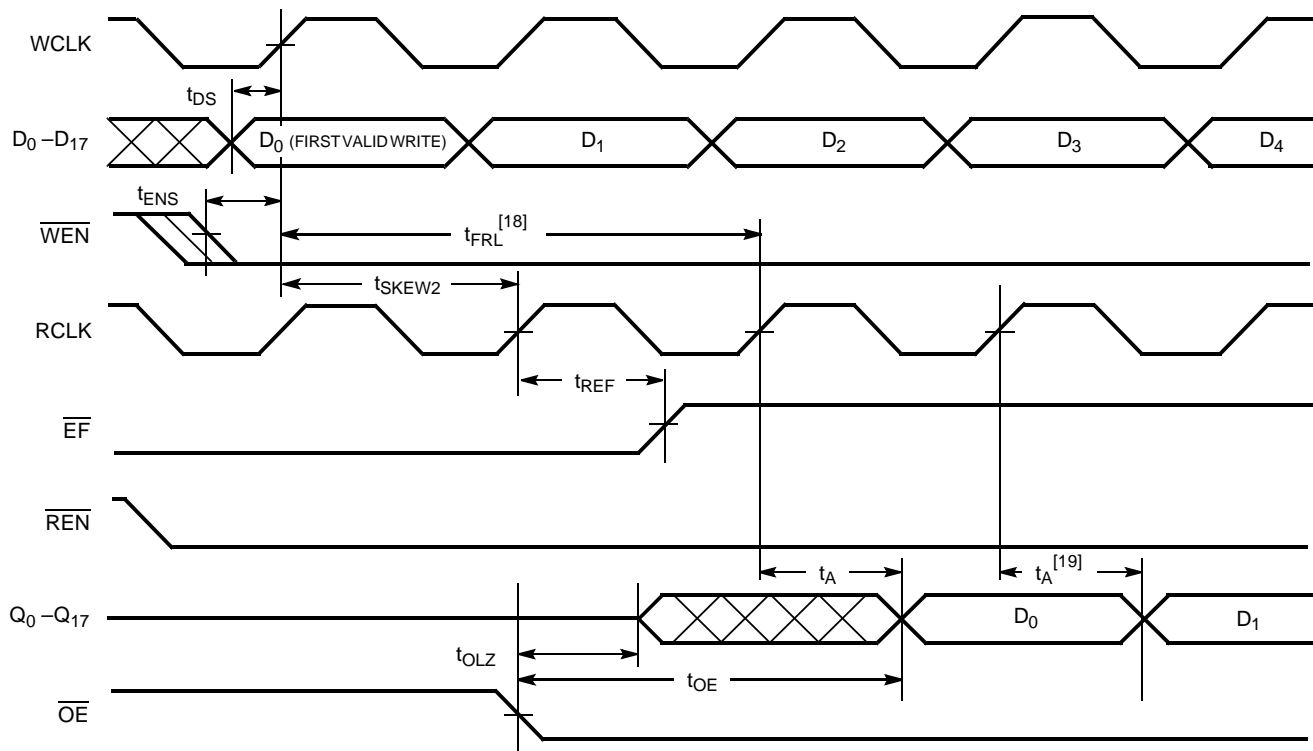 WCLK
tDS
D0 –D17
D0 (FIRST VALID WRITE)
D1
D2
D3
D4
tENS
WEN
tFRL[18]
tSKEW2
RCLK
tREF
EF
REN
tA
tA[19]
Q0 –Q17
D0
D1
tOLZ
tOE
OE